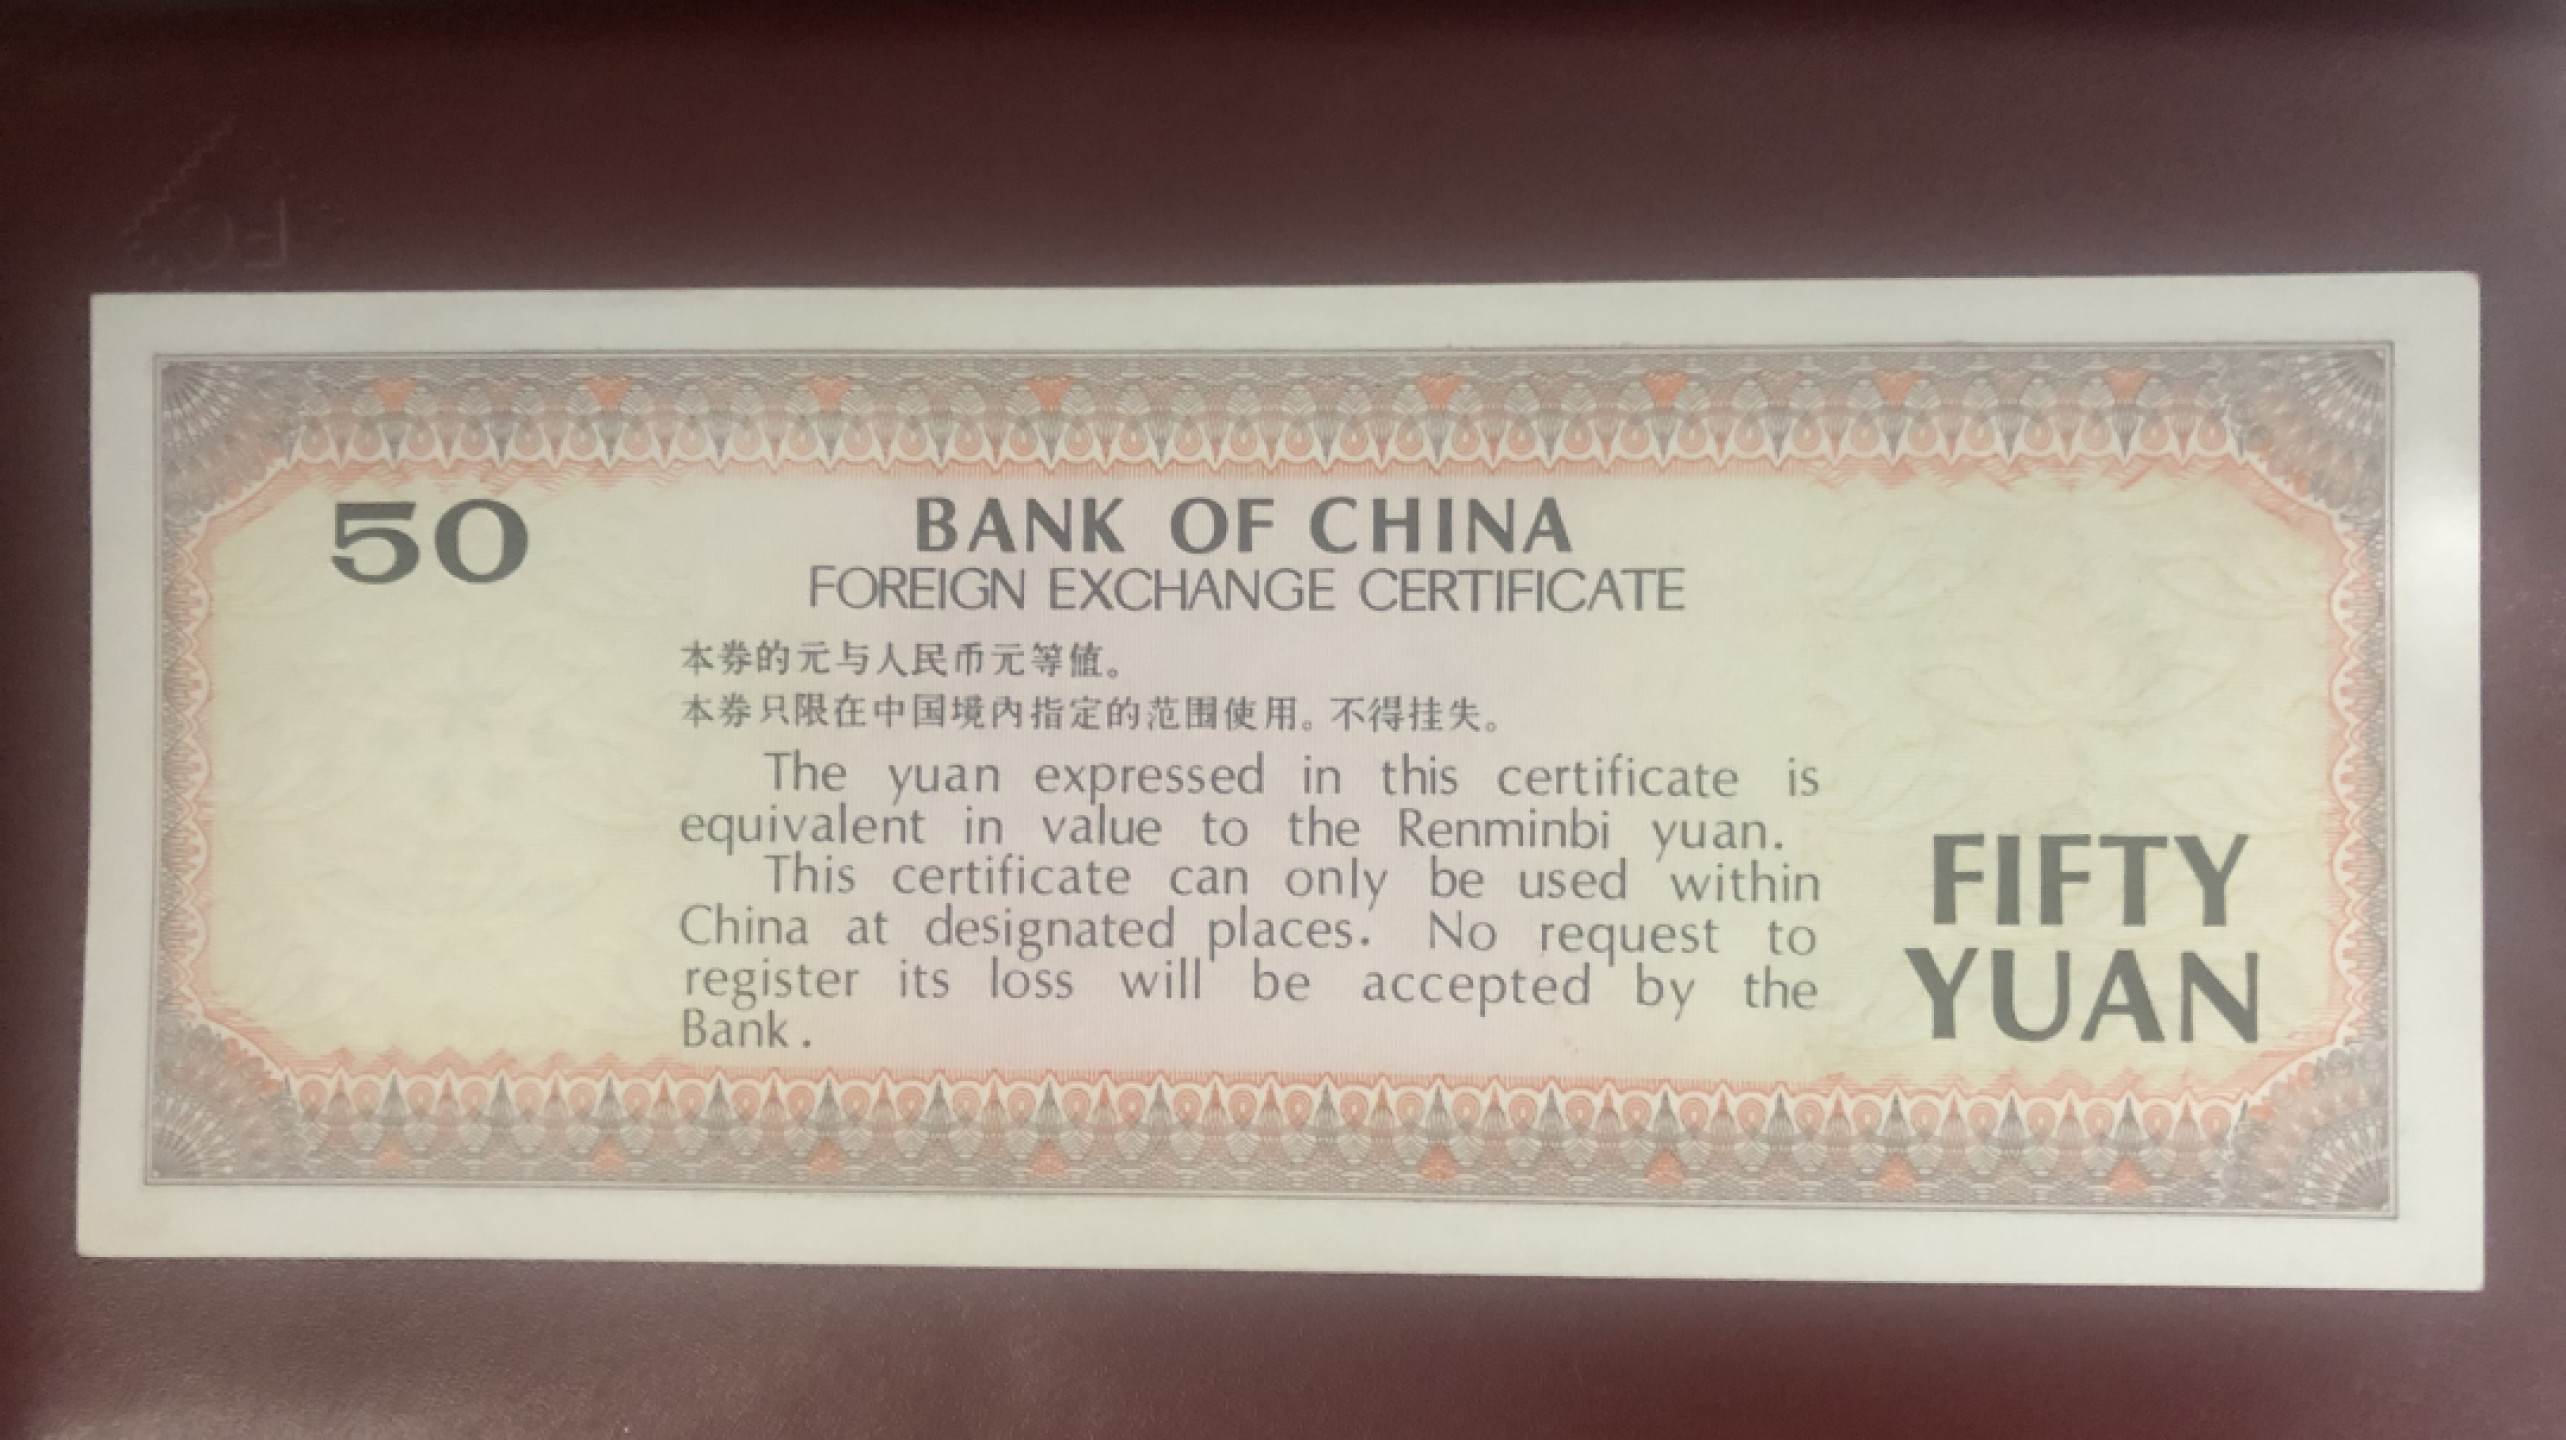 50
BANK OF CHINA
FOREIGN EXCHANGE CERTIFICATE
本券的元与人民币元等值。
本券只限在中国境内指定的范围使用。不得挂失。
The yuan expressed in this certificate is
equivalent in value to the Renminbi yuan.
This certificate can only be used within
China at designated places. No request to
register its loss will be accepted by the
Bank.
FIFTY
YUAN